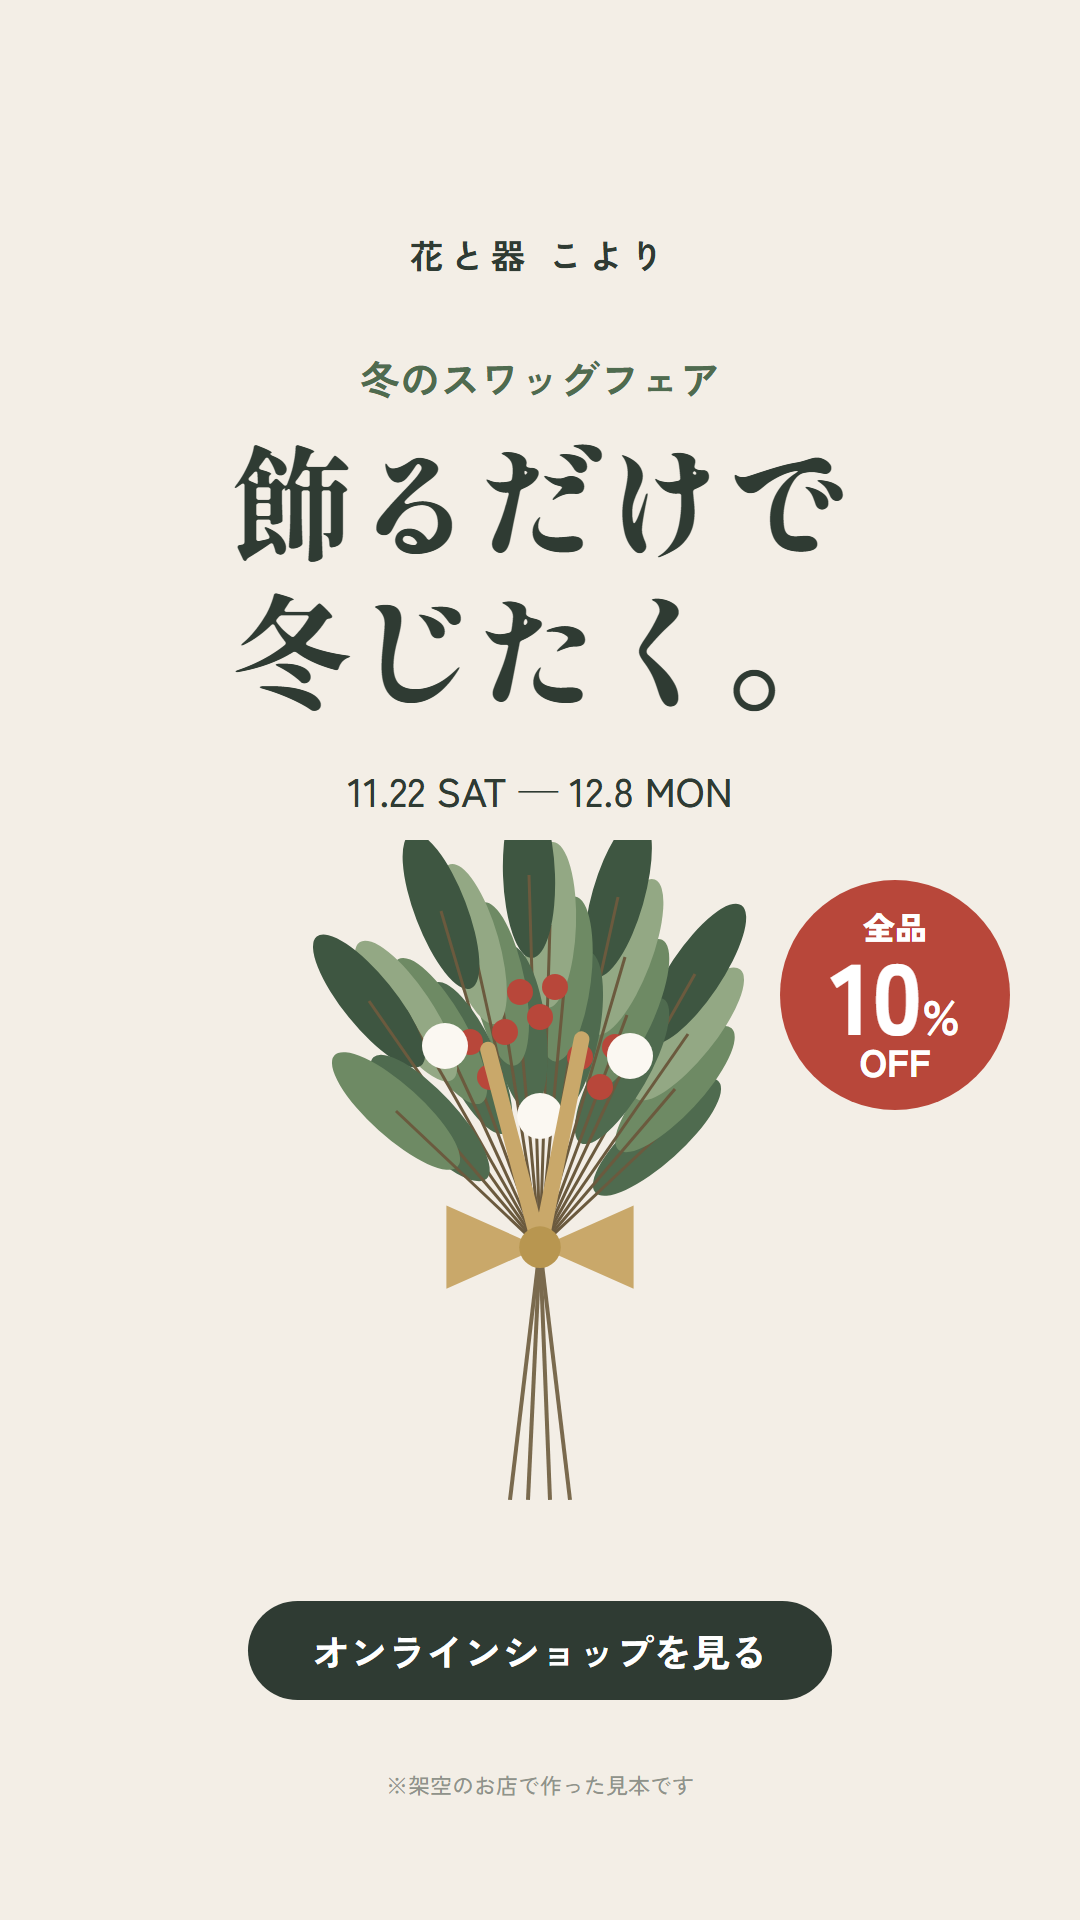 花と器 こより
冬のスワッグフェア
飾るだけで
冬じたく。
11.22 SAT — 12.8 MON
全品
10%
OFF
オンラインショップを見る
※架空のお店で作った見本です